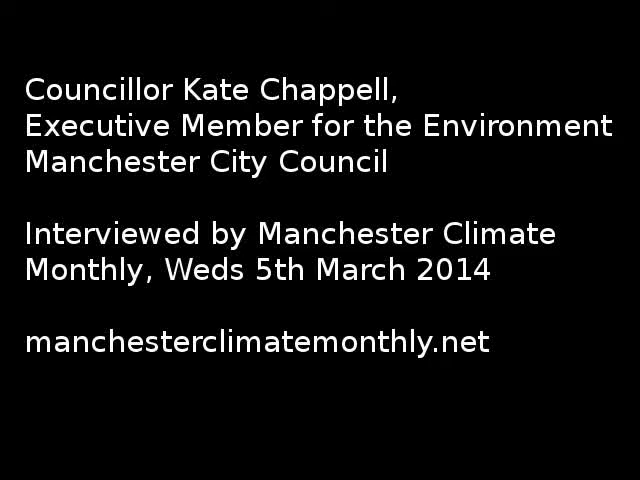 Councillor Kate Chappell,
Executive Member for the Environment
Manchester City Council
Interviewed by Manchester Climate
Monthly, Weds 5th March 2014
manchesterclimatemonthly.net